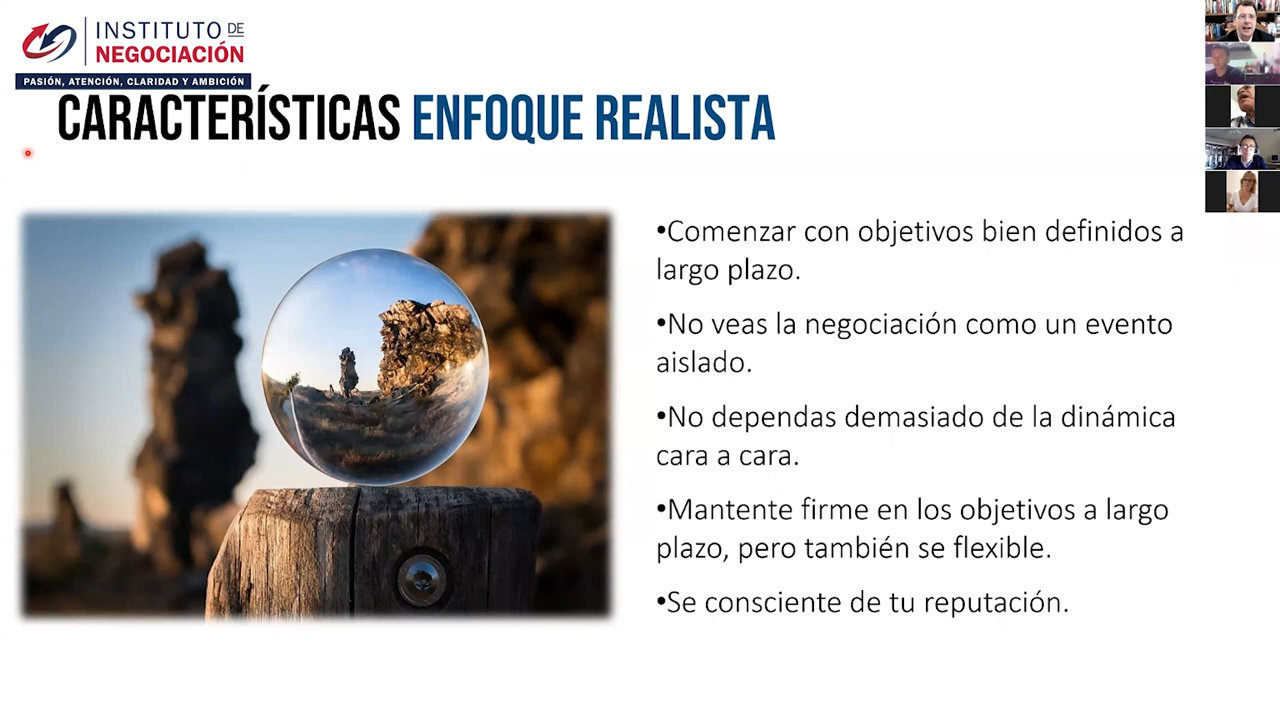 INSTITUTO DE
NEGOCIACIÓN
PASIÓN, ATENCIÓN, CLARIDAD Y AMBICIÓN
CARACTERÍSTICAS ENFOQUE REALISTA
•Comenzar con objetivos bien definidos a
largo plazo.
•No veas la negociación como un evento
aislado.
•No dependas demasiado de la dinámica
cara a cara.
•Mantente firme en los objetivos a largo
plazo, pero también se flexible.
•Se consciente de tu reputación.